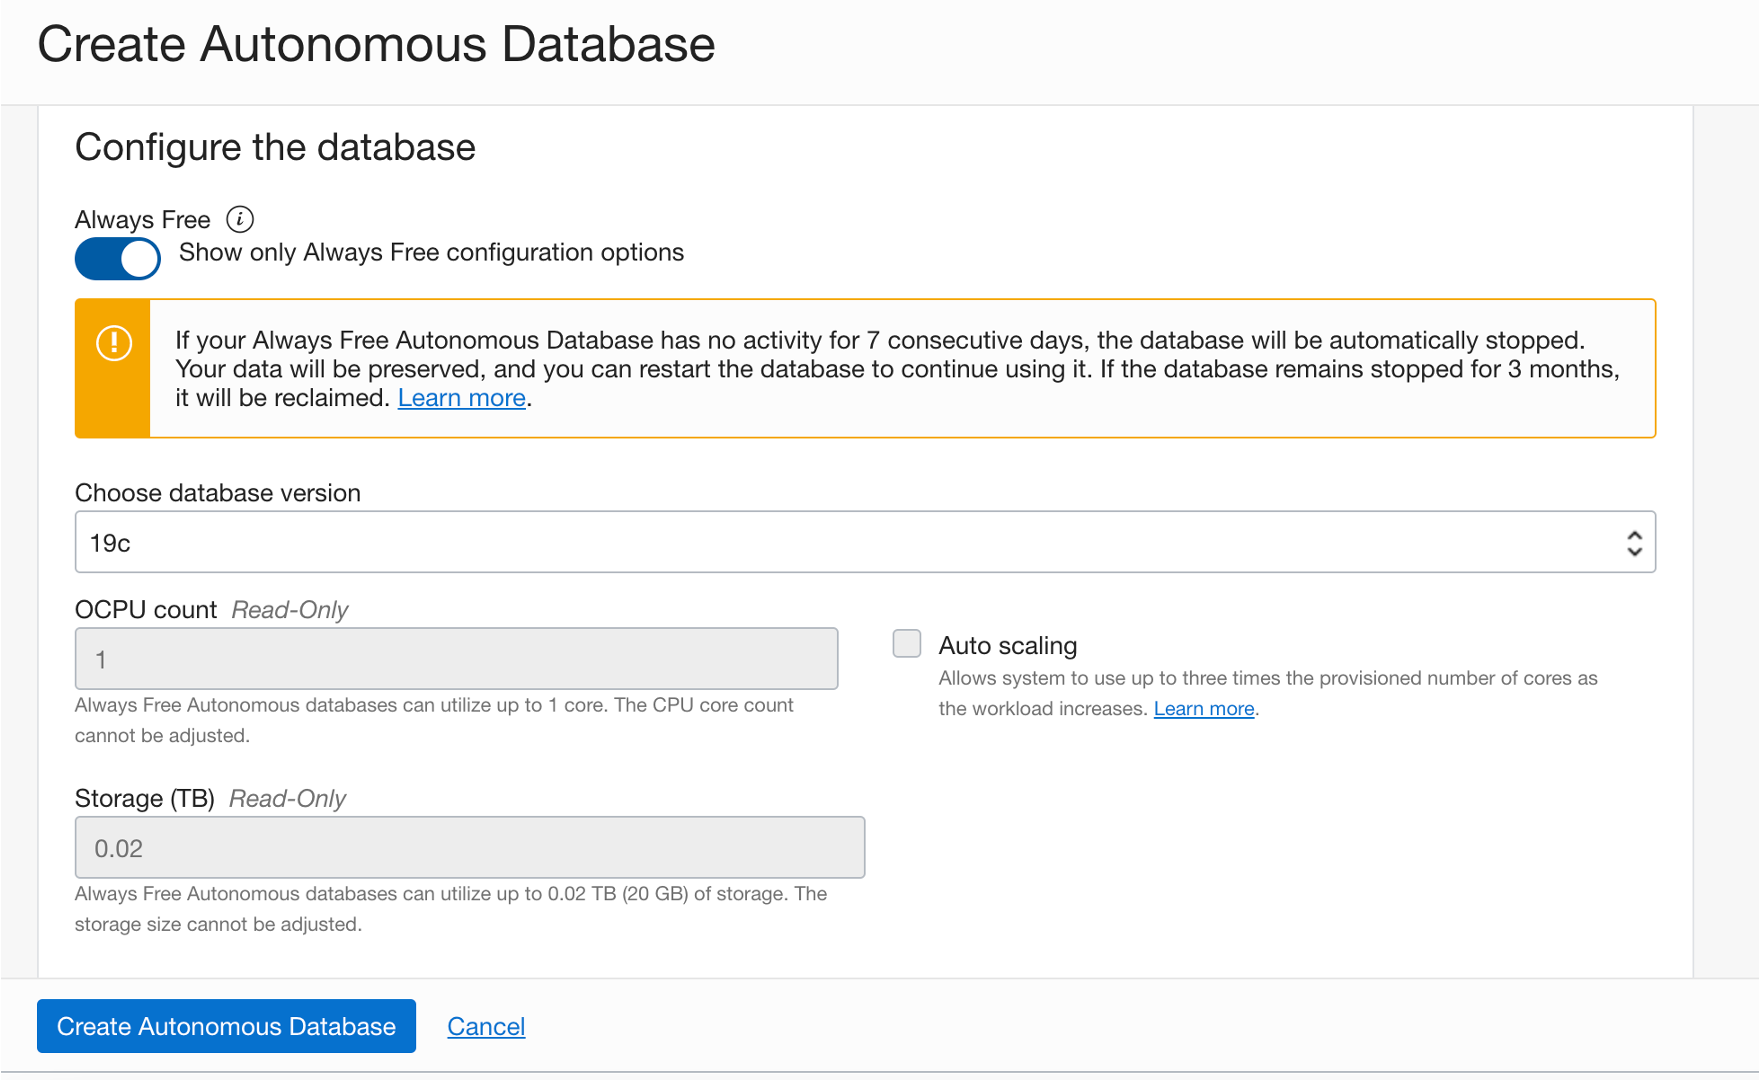 Create Autonomous Database
Configure the database
Always Free
Show only Always Free configuration options
If your Always Free Autonomous Database has no activity for 7 consecutive days, the database will be automatically stopped.
Your data will be preserved, and you can restart the database to continue using it. If the database remains stopped for 3 months,
it will be reclaimed. Learn more.
Choose database version
19c
OCPU count Read-Only
1
Always Free Autonomous databases can utilize up to 1 core. The CPU core count
cannot be adjusted.
Auto scaling
Allows system to use up to three times the provisioned number of cores as
the workload increases. Learn more.
Storage (TB) Read-Only
0.02
Always Free Autonomous databases can utilize up to 0.02 TB (20 GB) of storage. The
storage size cannot be adjusted.
Create Autonomous Database
Cancel